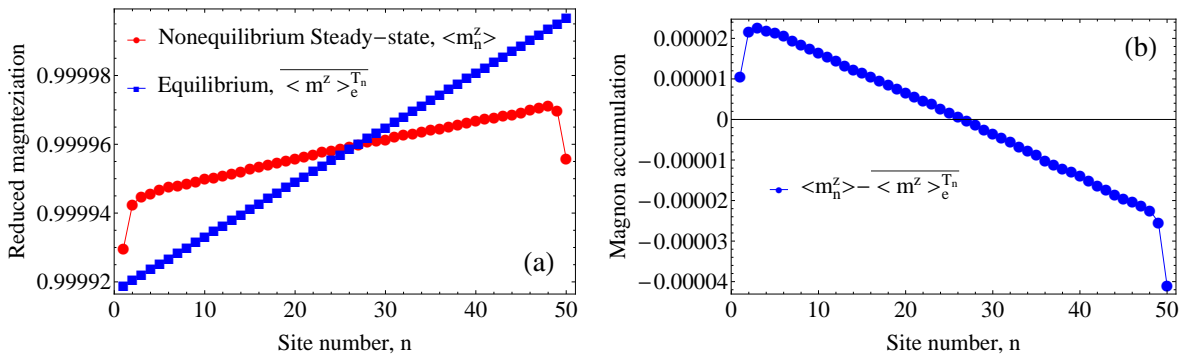 0.99998
0.99996
0.99994
0.99992
Reduced magnteziation
Nonequilibrium Steady−state, <m_n^z>
Equilibrium, < m^z >_e^{T_n}
(a)
0 10 20 30 40 50
Site number, n
0.00002
0.00001
0
−0.00001
−0.00002
−0.00003
−0.00004
Magnon accumulation
(b)
<m_n^z>− < m^z >_e^{T_n}
0 10 20 30 40 50
Site number, n